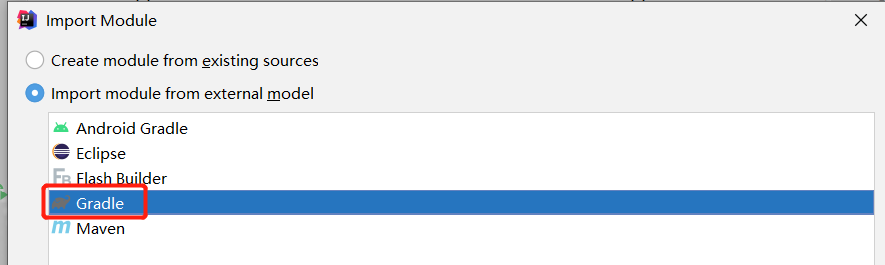 Import Module
Create module from existing sources
Import module from external model
Android Gradle
Eclipse
Flash Builder
Gradle
Maven